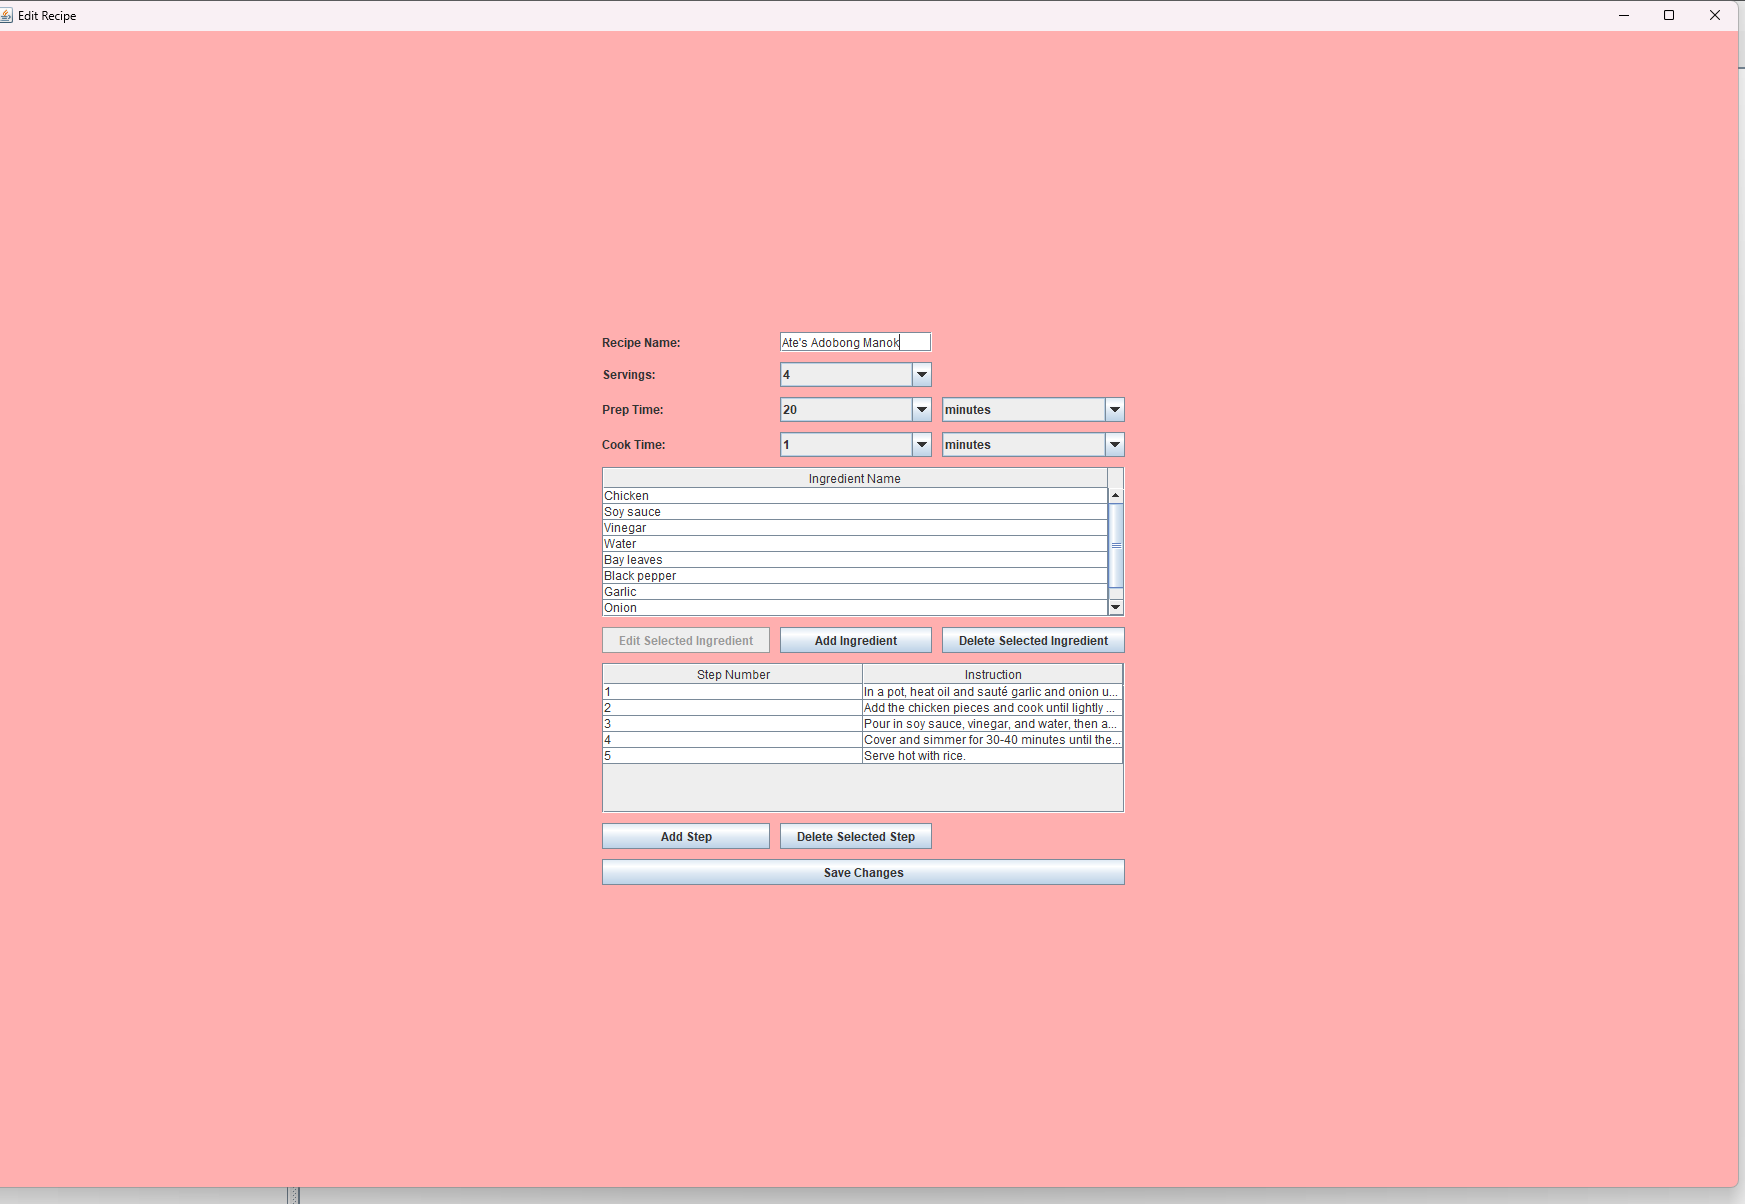 Edit Recipe
Recipe Name: Ate's Adobong Manok
Servings: 4
Prep Time: 20 minutes
Cook Time: 1 minutes
Ingredient Name
Chicken
Soy sauce
Vinegar
Water
Bay leaves
Black pepper
Garlic
Onion
Edit Selected Ingredient Add Ingredient Delete Selected Ingredient
Step Number Instruction
1 In a pot, heat oil and sauté garlic and onion u...
2 Add the chicken pieces and cook until lightly ...
3 Pour in soy sauce, vinegar, and water, then a...
4 Cover and simmer for 30-40 minutes until the...
5 Serve hot with rice.
Add Step Delete Selected Step
Save Changes